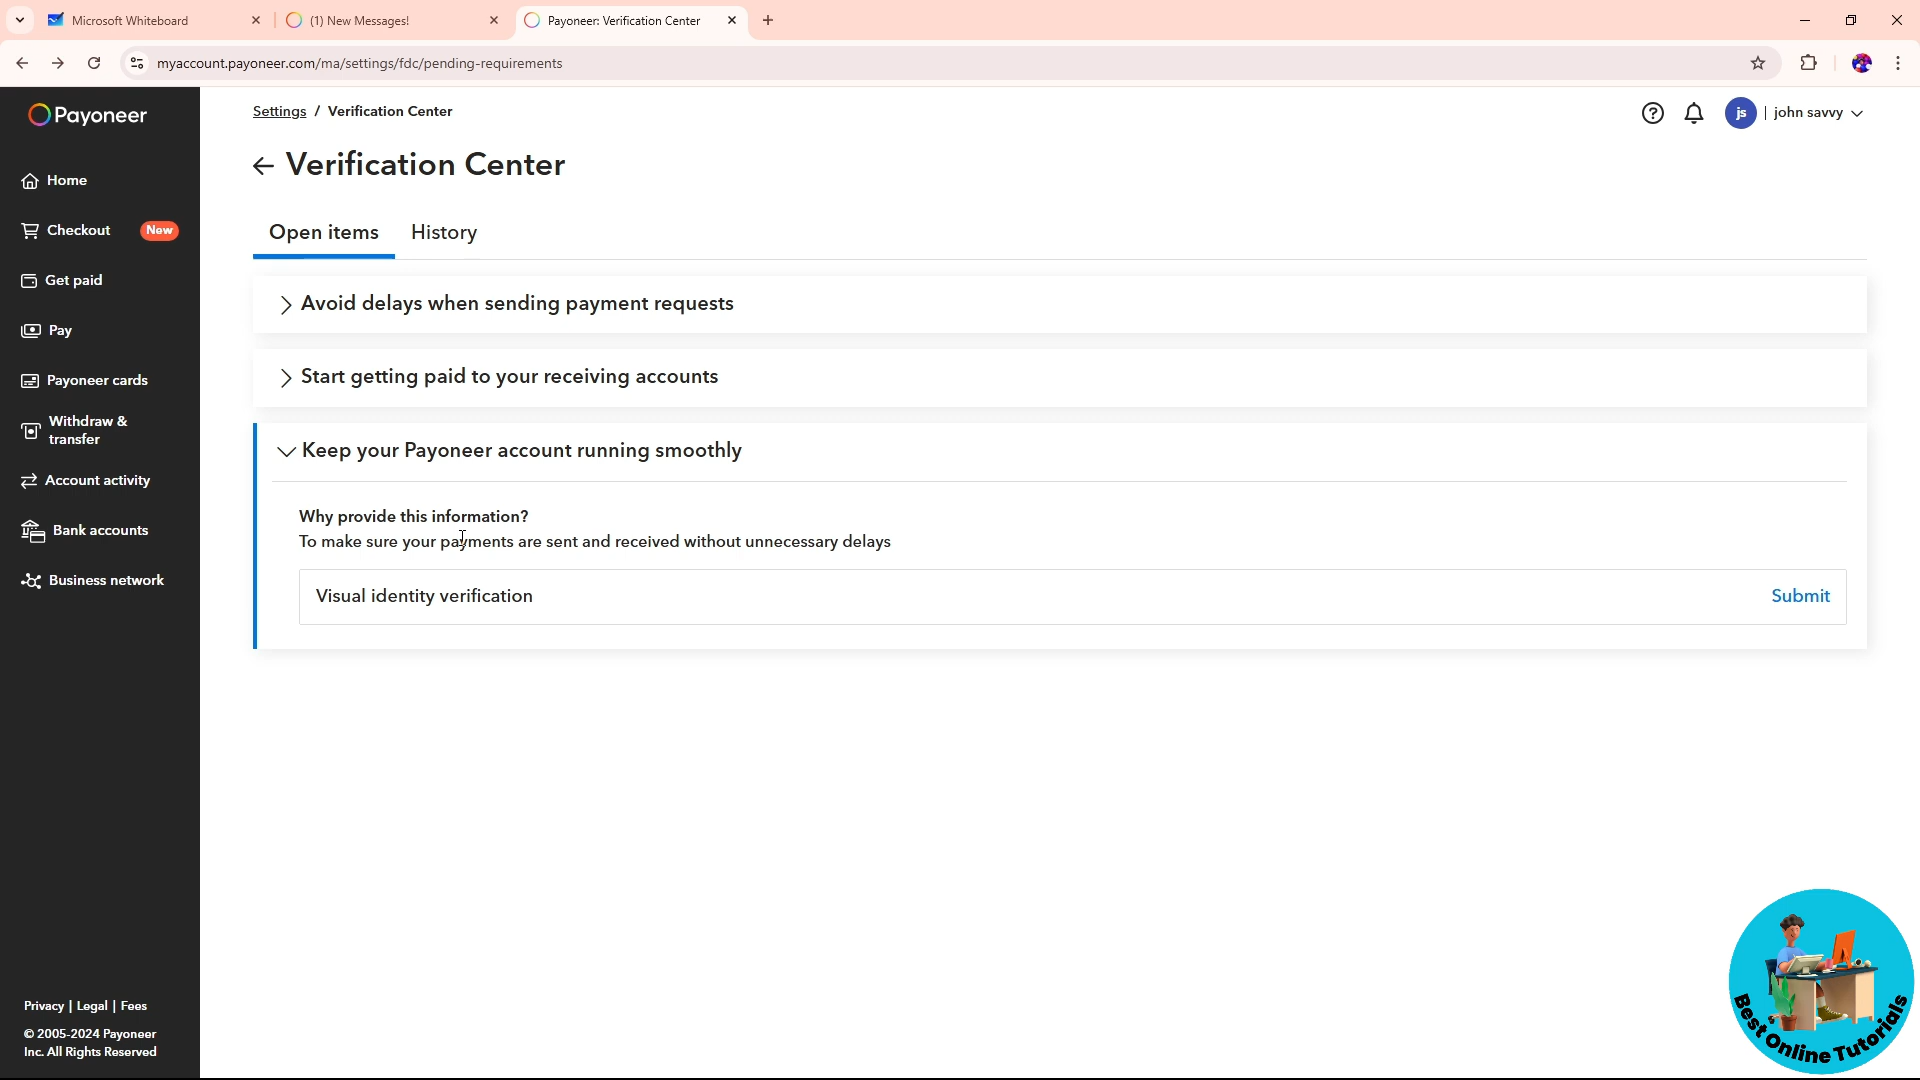 Microsoft Whiteboard
(1) New Messages!
Payoneer: Verification Center
myaccount.payoneer.com/ma/settings/fdc/pending-requirements
Payoneer
Home
Checkout New
Get paid
Pay
Payoneer cards
Withdraw &
transfer
Account activity
Bank accounts
Business network
Privacy | Legal | Fees
© 2005-2024 Payoneer
Inc. All Rights Reserved
Settings / Verification Center
js | john savvy
Verification Center
Open items
History
Avoid delays when sending payment requests
Start getting paid to your receiving accounts
Keep your Payoneer account running smoothly
Why provide this information?
To make sure your payments are sent and received without unnecessary delays
Visual identity verification
Submit
Best Online Tutorials